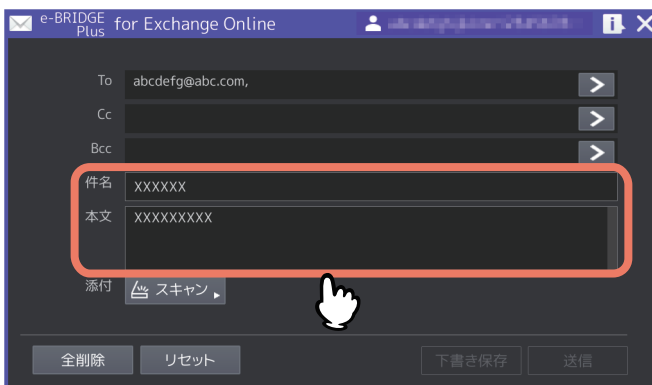 e-BRIDGE Plus for Exchange Online
To abcdefg@abc.com,
Cc
Bcc
件名 XXXXXX
本文 XXXXXXXXX
添付 スキャン
全削除 リセット 下書き保存 送信